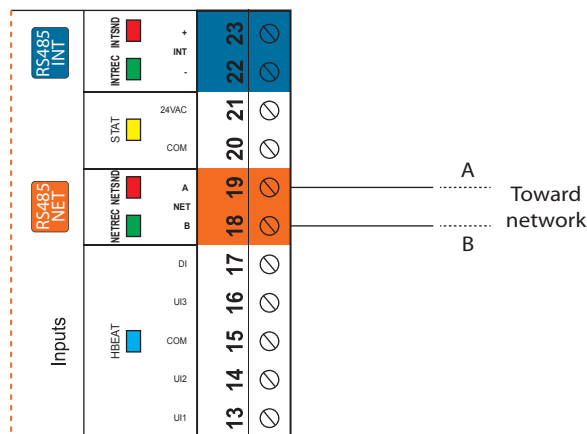 RS485
INT
INTREC INTSND
+
INT
-
23
22
STAT
24VAC
COM
21
20
RS485
NET
NETREC NETSND
A
NET
B
19
18
A
B
Toward
network
Inputs
HBEAT
DI
UI3
COM
UI2
UI1
17
16
15
14
13